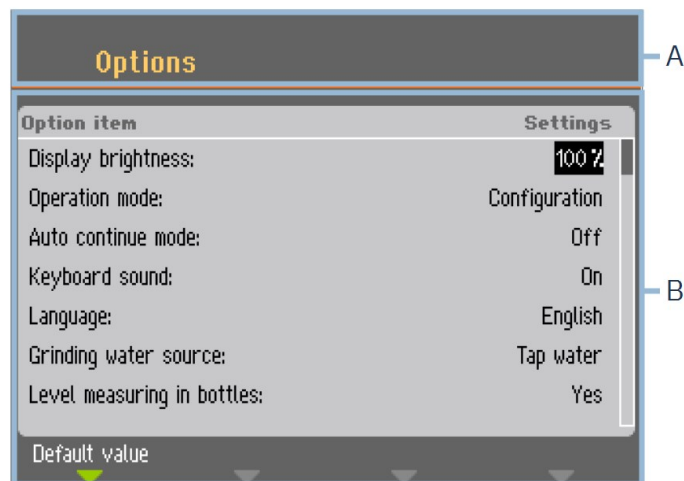 Options
A
Option item Settings
Display brightness: 100 %
Operation mode: Configuration
Auto continue mode: Off
Keyboard sound: On
B
Language: English
Grinding water source: Tap water
Level measuring in bottles: Yes
Default value